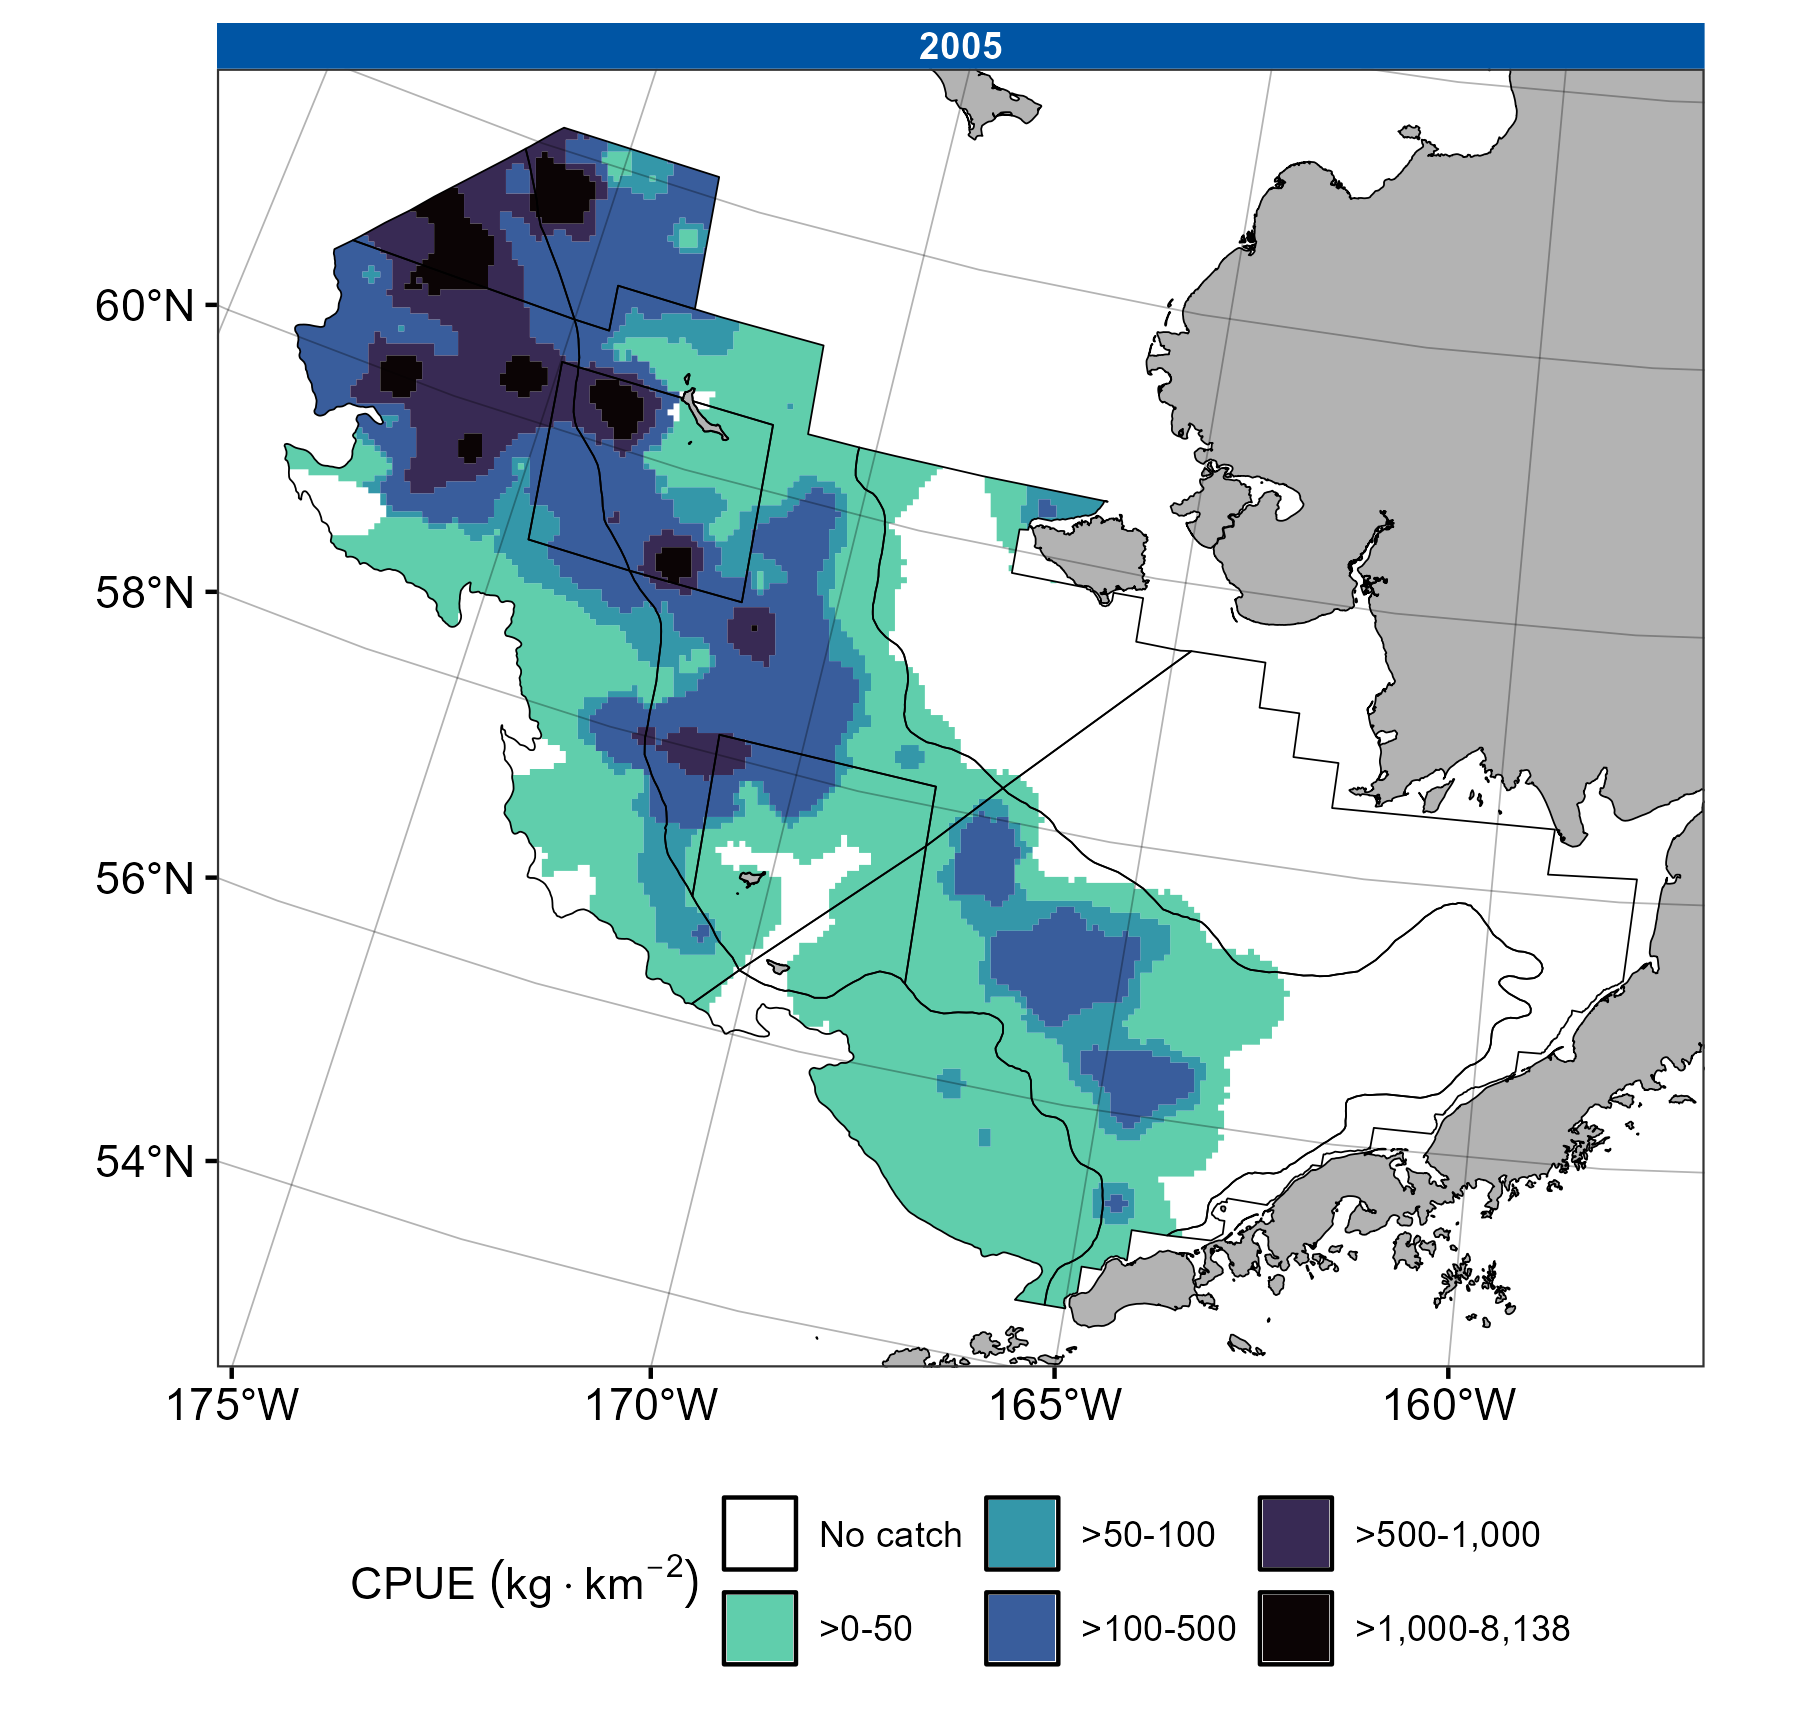 2005
60°N
58°N
56°N
54°N
175°W 170°W 165°W 160°W
CPUE (kg · km⁻²)
No catch >50-100 >500-1,000
>0-50 >100-500 >1,000-8,138